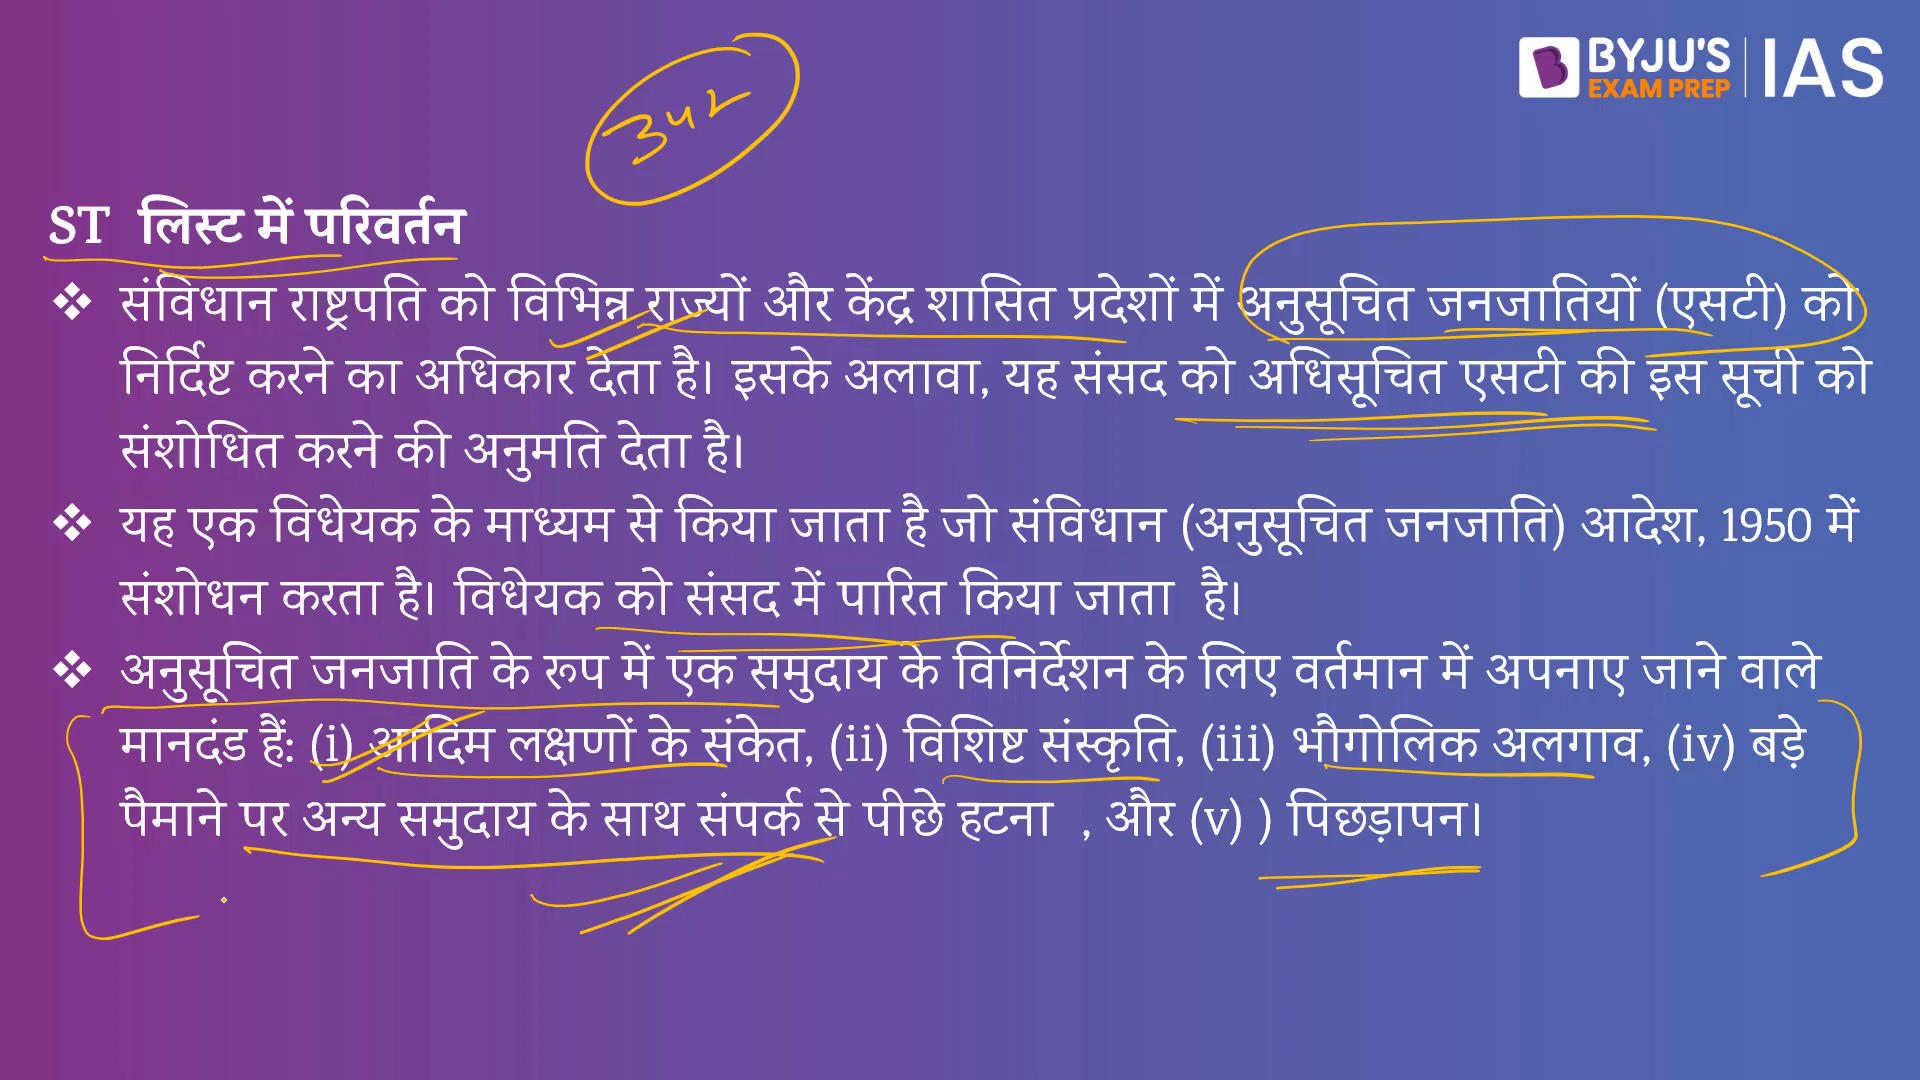 BYJU'S
EXAM PREP
IAS
342
ST लिस्ट में परिवर्तन
❖ संविधान राष्ट्रपति को विभिन्न राज्यों और केंद्र शासित प्रदेशों में अनुसूचित जनजातियों (एसटी) को
निर्दिष्ट करने का अधिकार देता है। इसके अलावा, यह संसद को अधिसूचित एसटी की इस सूची को
संशोधित करने की अनुमति देता है।
❖ यह एक विधेयक के माध्यम से किया जाता है जो संविधान (अनुसूचित जनजाति) आदेश, 1950 में
संशोधन करता है। विधेयक को संसद में पारित किया जाता है।
❖ अनुसूचित जनजाति के रूप में एक समुदाय के विनिर्देशन के लिए वर्तमान में अपनाए जाने वाले
मानदंड हैं: (i) आदिम लक्षणों के संकेत, (ii) विशिष्ट संस्कृति, (iii) भौगोलिक अलगाव, (iv) बड़े
पैमाने पर अन्य समुदाय के साथ संपर्क से पीछे हटना , और (v) ) पिछड़ापन।